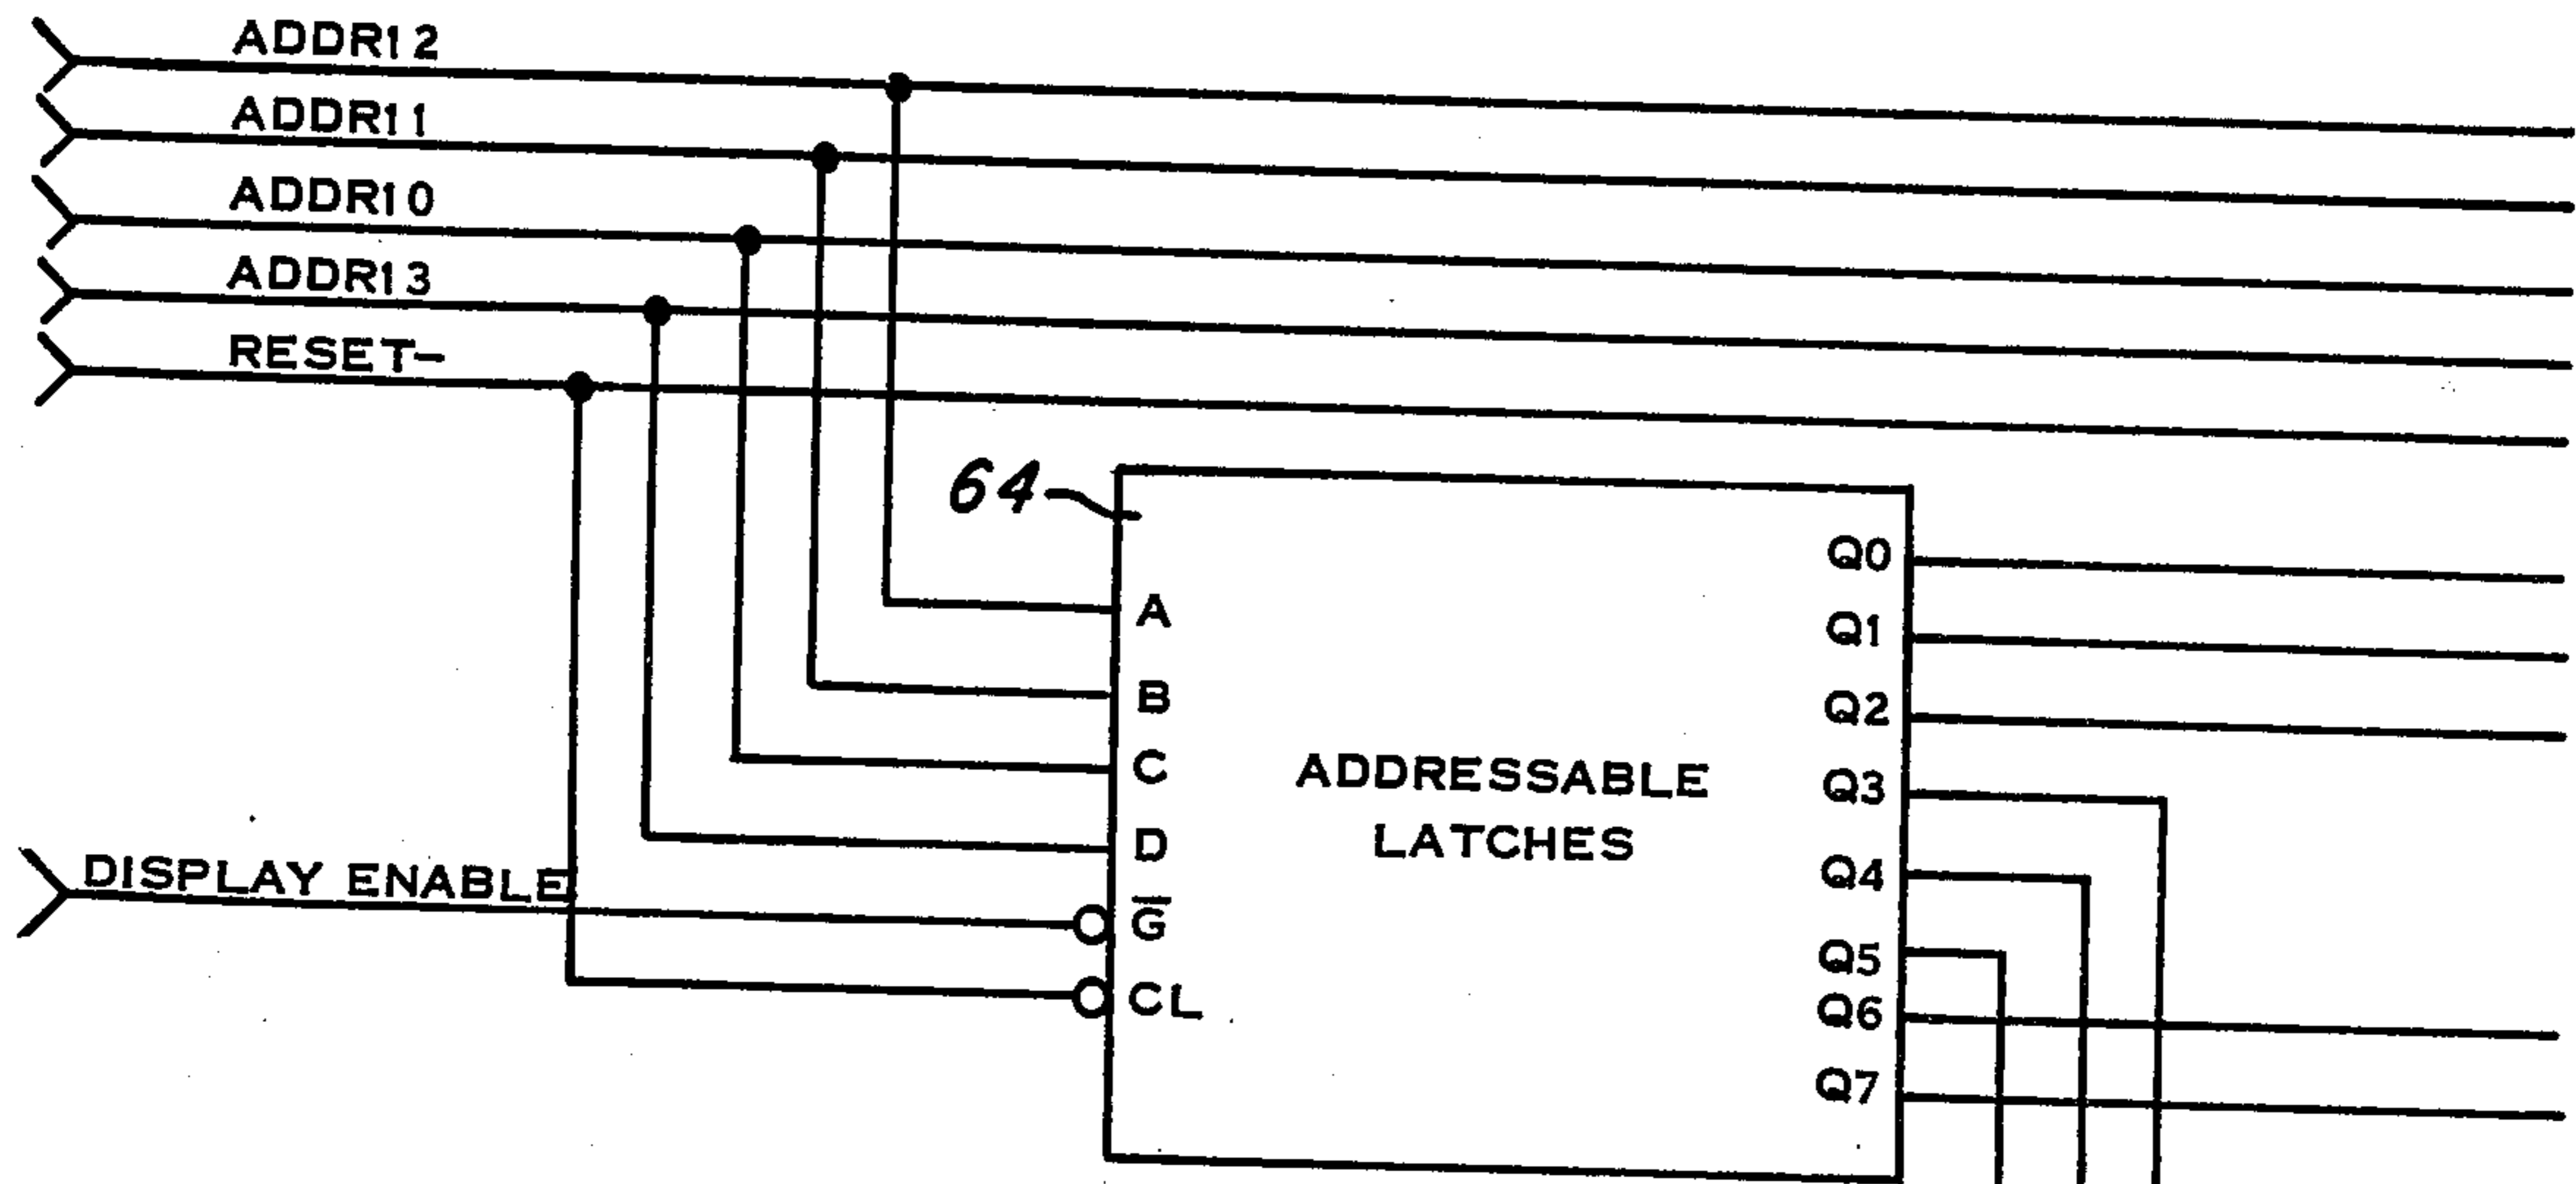 ADDR12
ADDR11
ADDR10
ADDR13
RESET-
64
A
B
C
D
G̅
CL
DISPLAY ENABLE
ADDRESSABLE
LATCHES
Q0
Q1
Q2
Q3
Q4
Q5
Q6
Q7